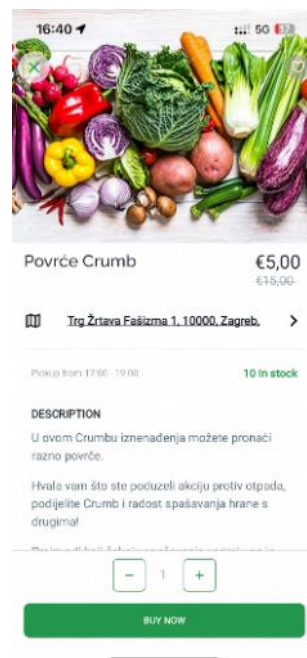 16:40
5G
Povrće Crumb
€5,00
€15,00
Trg Žrtava Fašizma 1, 10000, Zagreb,
Pickup from 17:00 - 19:00
10 In stock
DESCRIPTION
U ovom Crumbu iznenađenja možete pronaći
razno povrće.
Hvala vam što ste poduzeli akciju protiv otpada,
podijelite Crumb i radost spašavanja hrane s
drugima!
- 1 +
BUY NOW